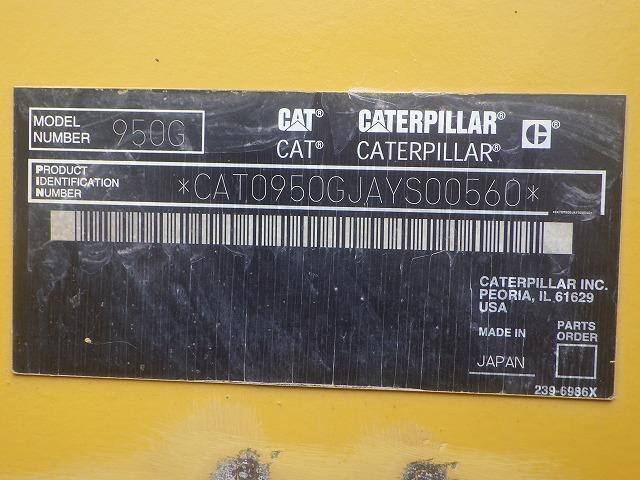 MODEL NUMBER 950G
CAT® CATERPILLAR® C®
CAT® CATERPILLAR®
PRODUCT
IDENTIFICATION
NUMBER
*CAT0950GJAYS00560*
*CAT0950GJAYS00560*
CATERPILLAR INC.
PEORIA, IL 61629
USA
MADE IN
JAPAN
PARTS
ORDER
239-6986X